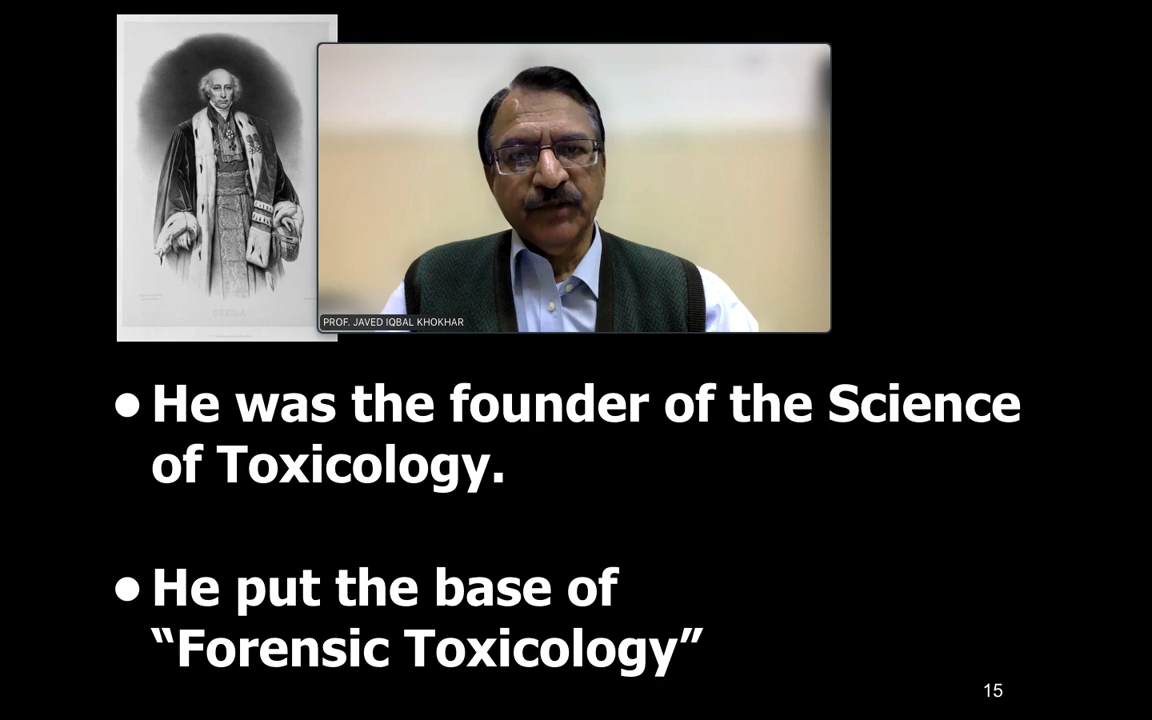 PROF. JAVED IQBAL KHOKHAR
• He was the founder of the Science
of Toxicology.
• He put the base of
“Forensic Toxicology”
15